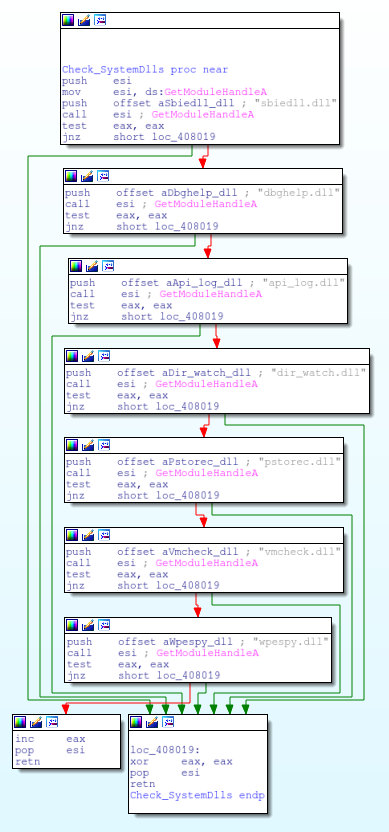 Check_SystemDlls proc near
push esi
mov esi, ds:GetModuleHandleA
push offset aSbiedll_dll ; "sbiedll.dll"
call esi ; GetModuleHandleA
test eax, eax
jnz short loc_408019
push offset aDbghelp_dll ; "dbghelp.dll"
call esi ; GetModuleHandleA
test eax, eax
jnz short loc_408019
push offset aApi_log_dll ; "api_log.dll"
call esi ; GetModuleHandleA
test eax, eax
jnz short loc_408019
push offset aDir_watch_dll ; "dir_watch.dll"
call esi ; GetModuleHandleA
test eax, eax
jnz short loc_408019
push offset aPstorec_dll ; "pstorec.dll"
call esi ; GetModuleHandleA
test eax, eax
jnz short loc_408019
push offset aVmcheck_dll ; "vmcheck.dll"
call esi ; GetModuleHandleA
test eax, eax
jnz short loc_408019
push offset aWpespy_dll ; "wpespy.dll"
call esi ; GetModuleHandleA
test eax, eax
jnz short loc_408019
inc eax
pop esi
retn
loc_408019:
xor eax, eax
pop esi
retn
Check_SystemDlls endp